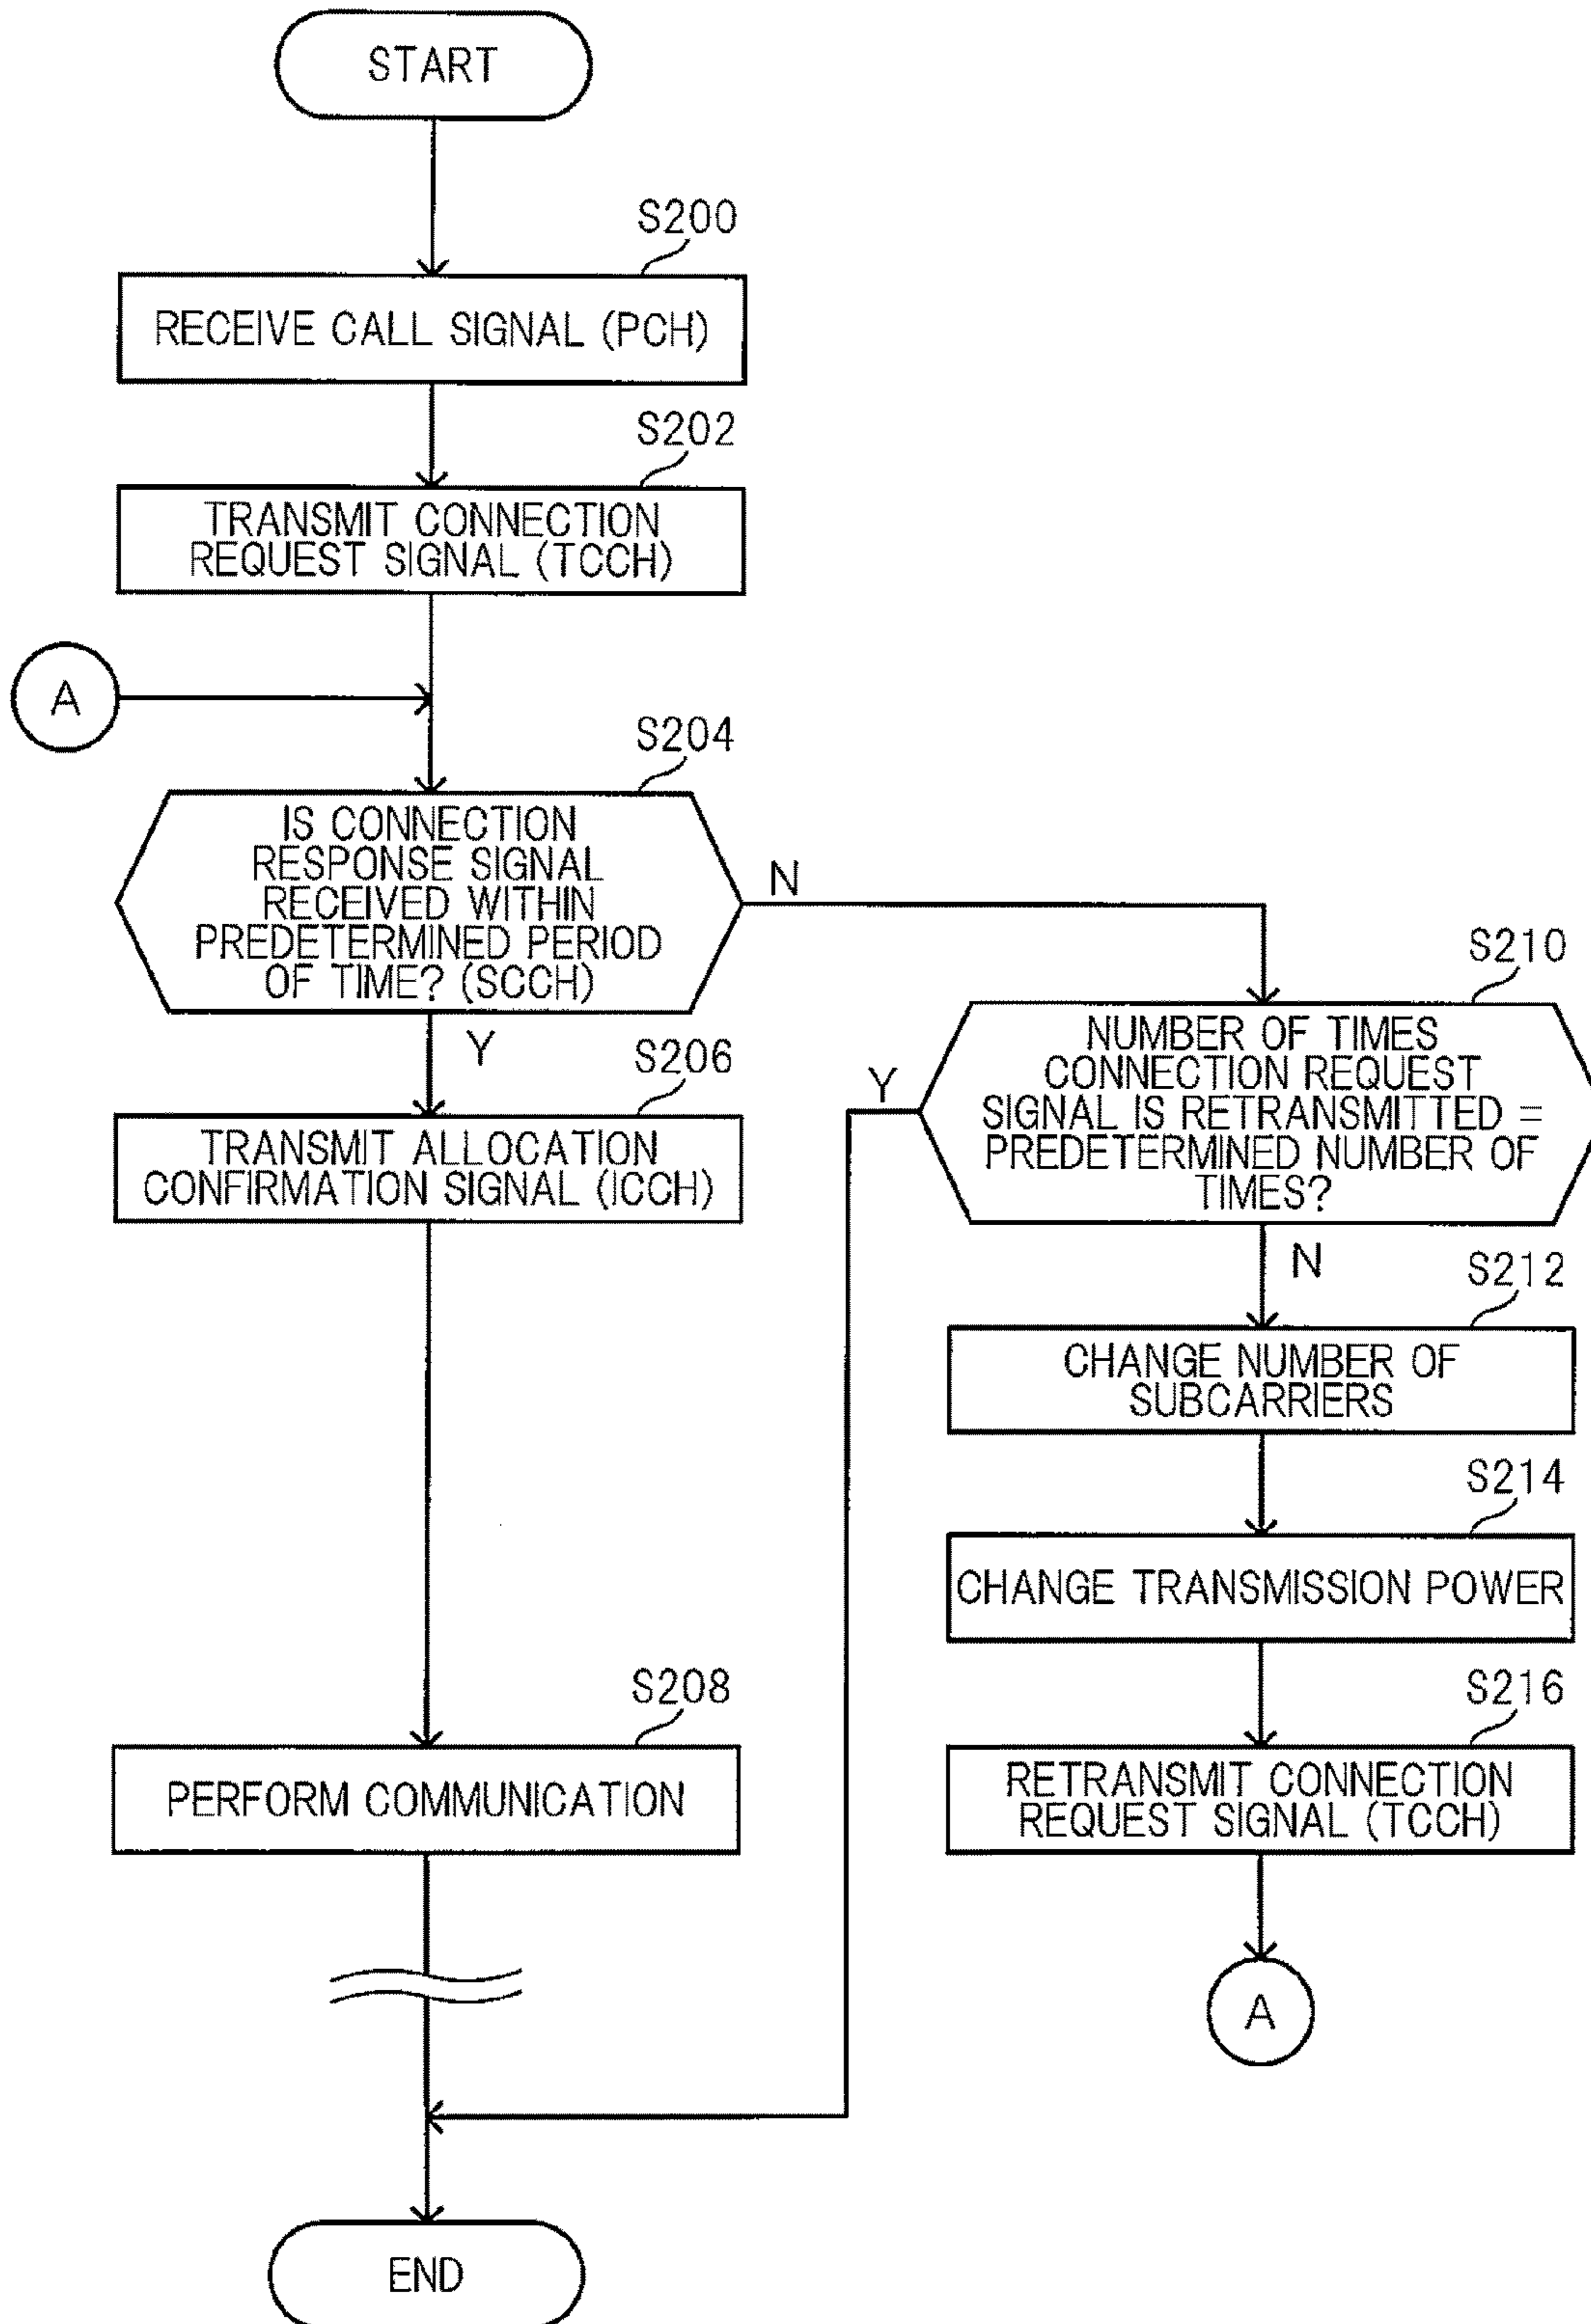 START
S200
RECEIVE CALL SIGNAL (PCH)
S202
TRANSMIT CONNECTION
REQUEST SIGNAL (TCCH)
A
S204
IS CONNECTION
RESPONSE SIGNAL
RECEIVED WITHIN
PREDETERMINED PERIOD
OF TIME? (SCCH)
N
Y
S206
TRANSMIT ALLOCATION
CONFIRMATION SIGNAL (ICCH)
S208
PERFORM COMMUNICATION
S210
NUMBER OF TIMES
CONNECTION REQUEST
SIGNAL IS RETRANSMITTED =
PREDETERMINED NUMBER OF
TIMES?
Y
N
S212
CHANGE NUMBER OF
SUBCARRIERS
S214
CHANGE TRANSMISSION POWER
S216
RETRANSMIT CONNECTION
REQUEST SIGNAL (TCCH)
A
END